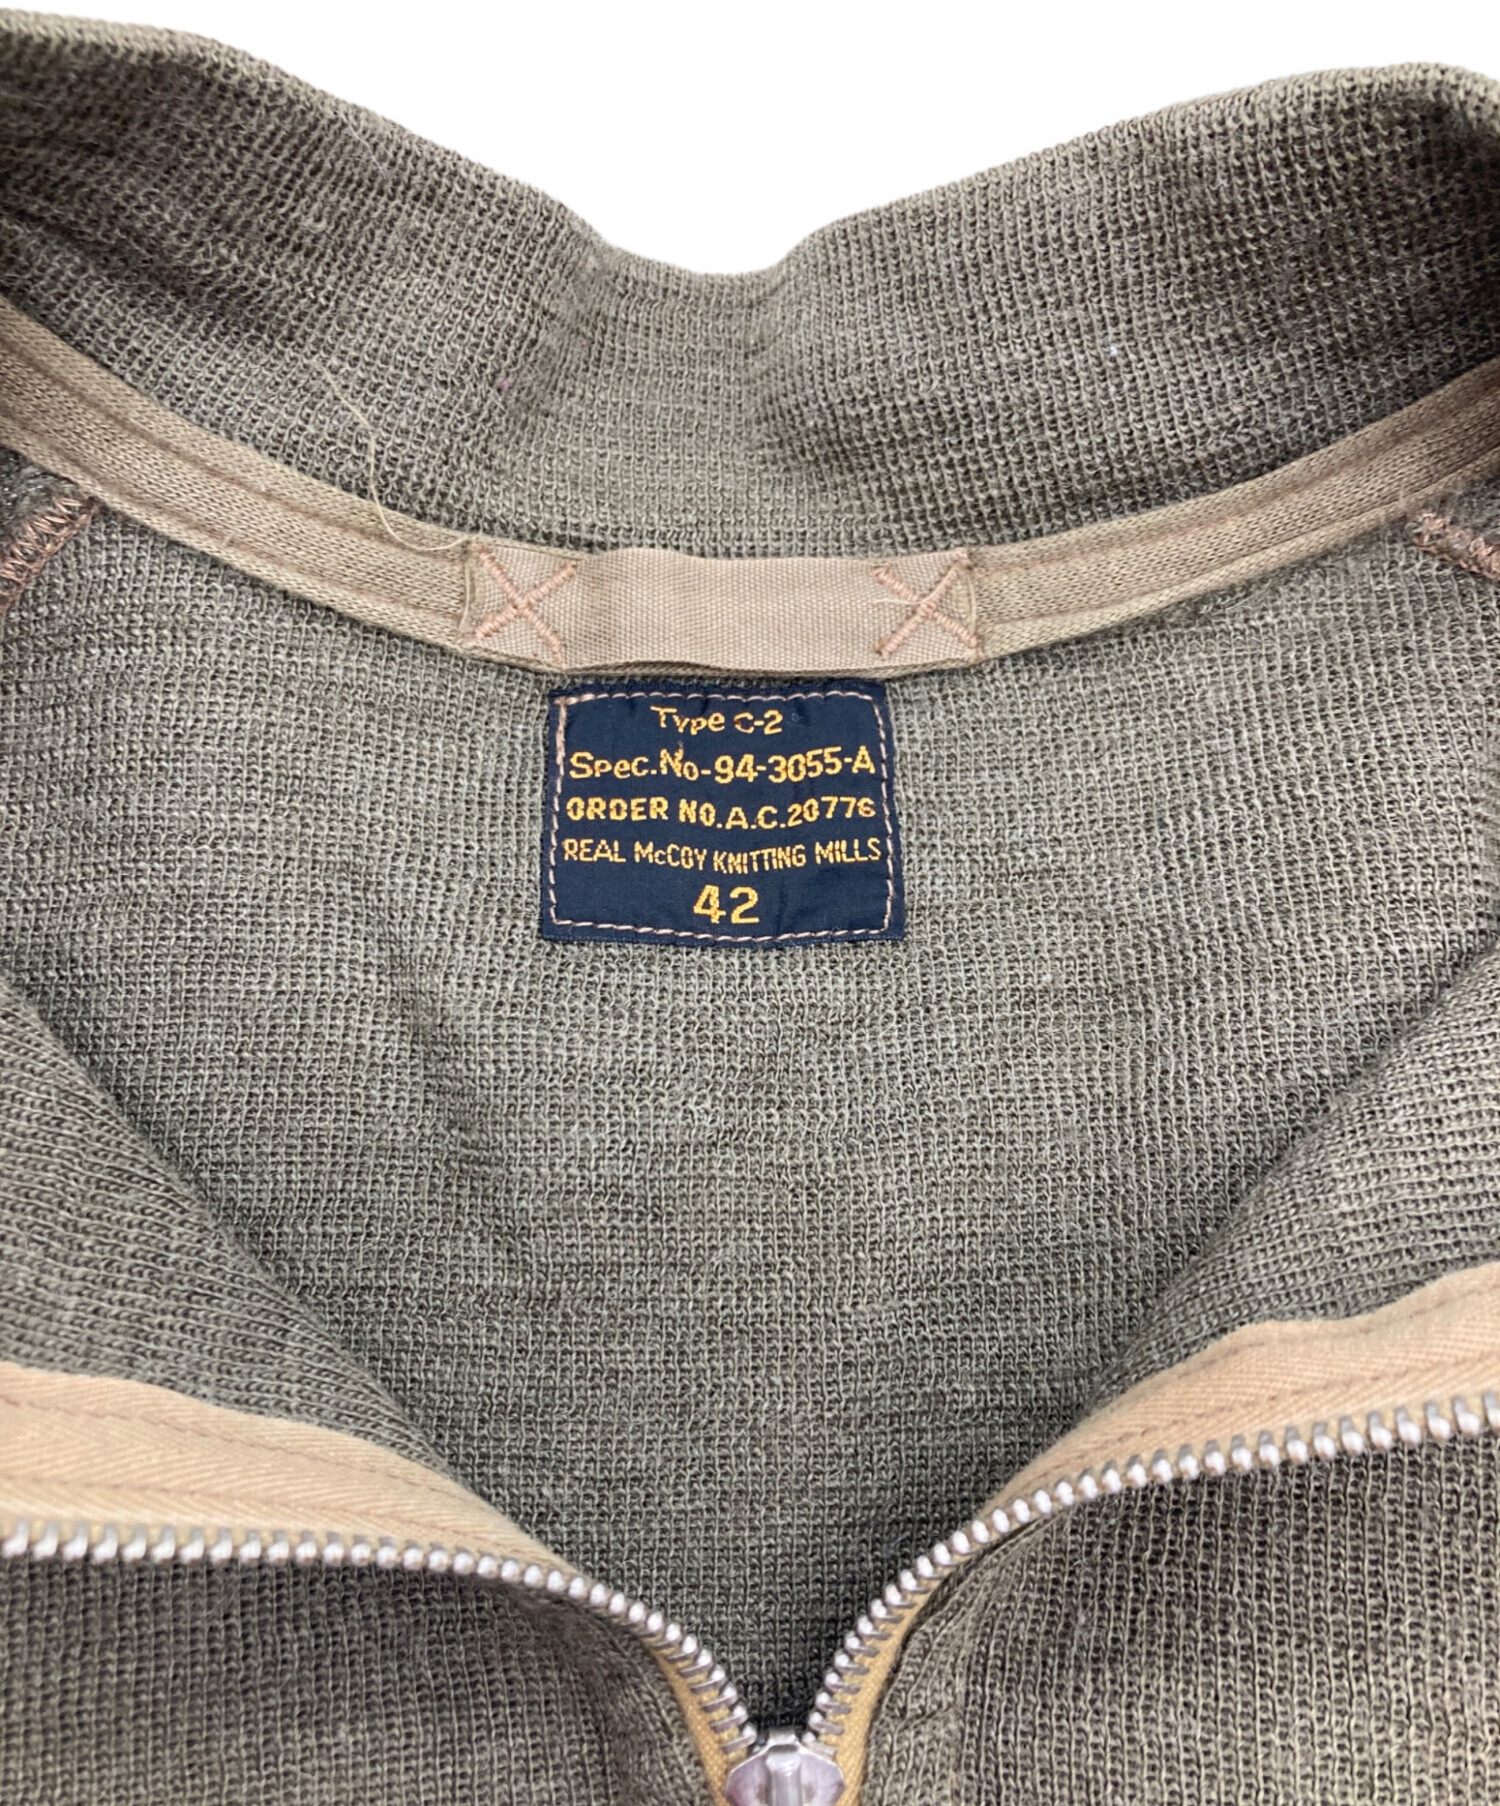 Type C-2
Spec.No-94-3055-A
ORDER NO.A.C.20776
REAL McCOY KNITTING MILLS
42